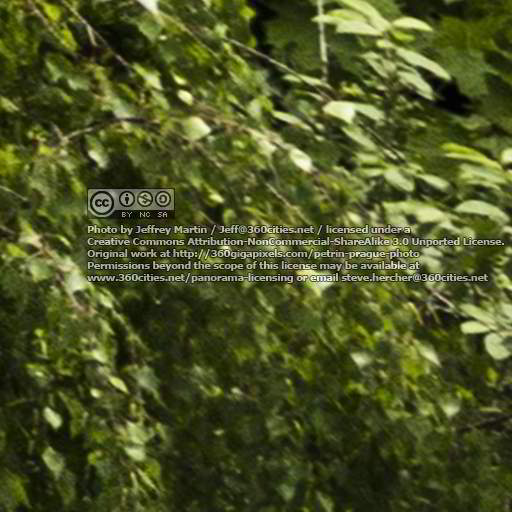 cc
BY NC SA
Photo by Jeffrey Martin / Jeff@360cities.net / licensed under a
Creative Commons Attribution-NonCommercial-ShareAlike 3.0 Unported License.
Original work at http://360gigapixels.com/petrin-prague-photo
Permissions beyond the scope of this license may be available at
www.360cities.net/panorama-licensing or email steve.hercher@360cities.net